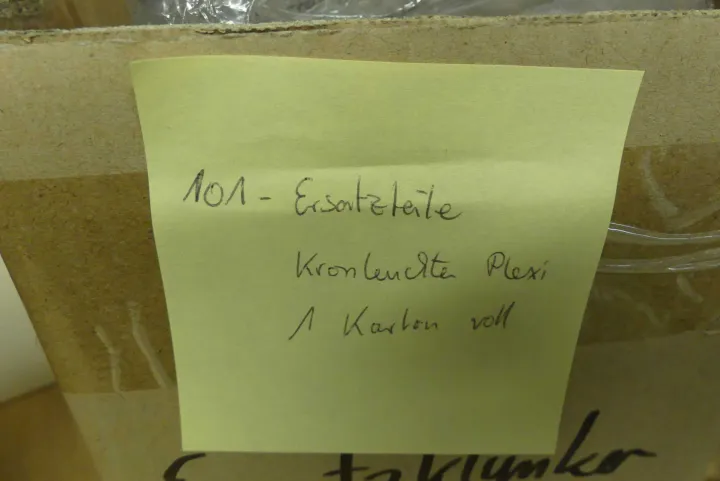 101 - Ersatzteile
Kronleuchter Plexi
1 Karton voll